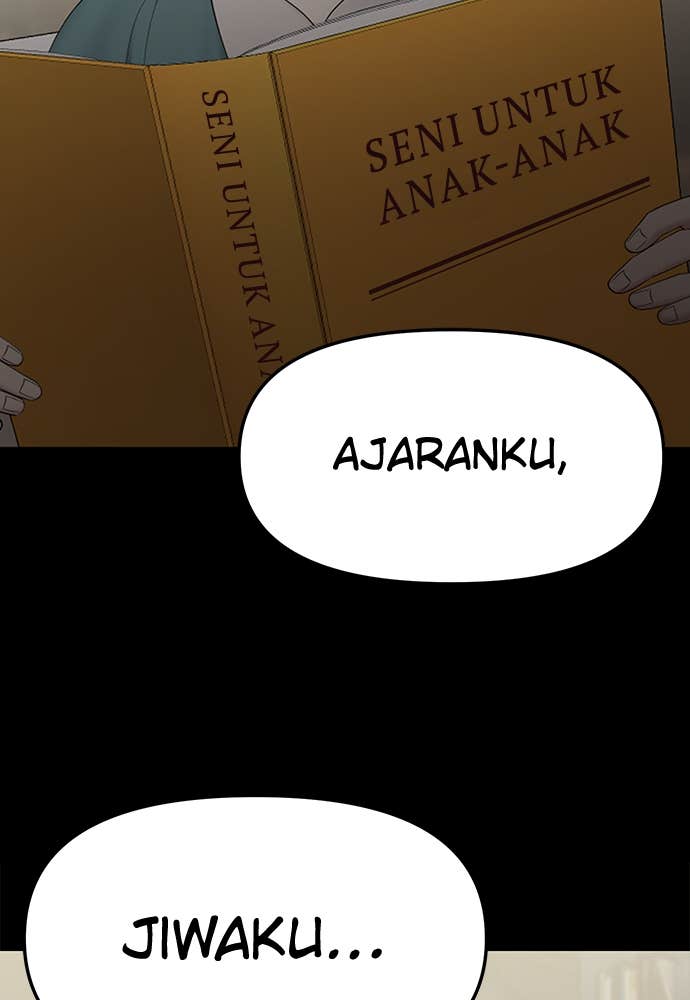 SENI UNTUK ANA
SENI UNTUK
ANAK-ANAK
AJARANKU,
JIWAKU...